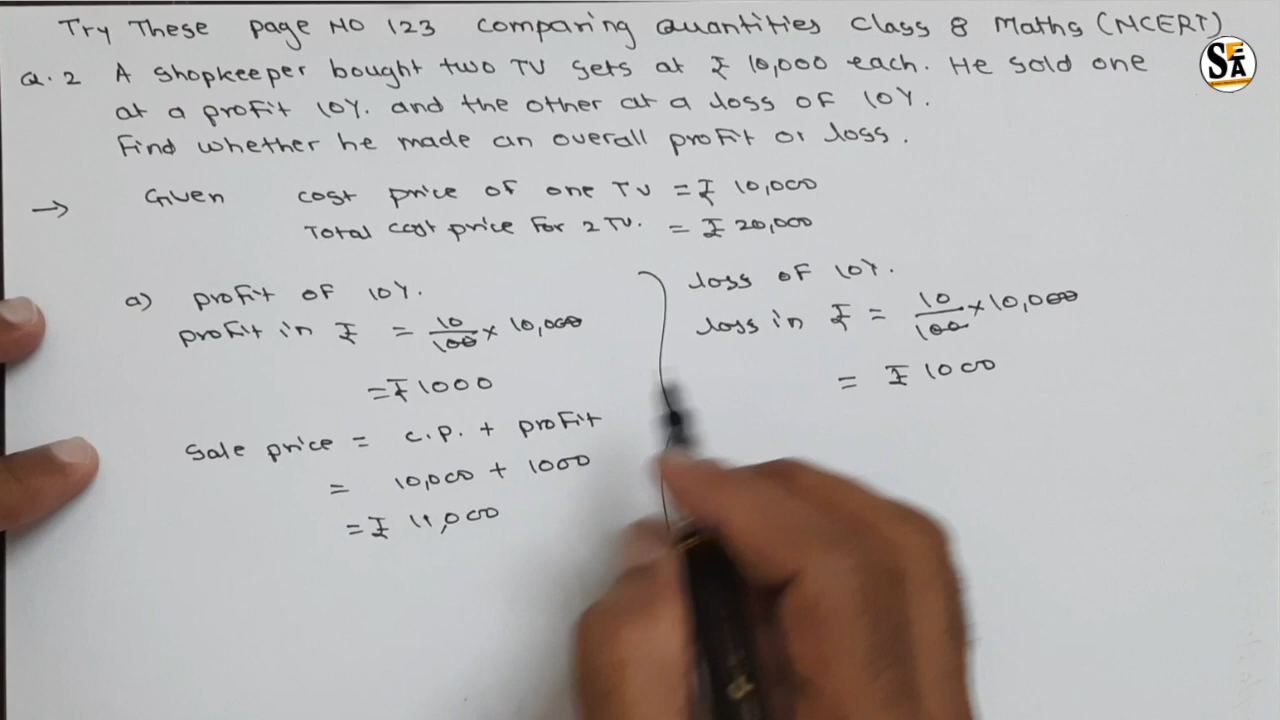 Try These page NO 123 comparing quantities class 8 Maths (NCERT)
Q.2 A shopkeeper bought two TV sets at ₹ 10,000 each. He sold one
at a profit 10%. and the other at a loss of 10%.
Find whether he made an overall profit or loss.
→ Given cost price of one TV = ₹ 10,000
Total cost price for 2 TV. = ₹ 20,000
a) profit of 10%.
profit in ₹ = 10/100 × 10,000
= ₹ 1000
Sale price = C.P. + profit
= 10,000 + 1000
= ₹ 11,000
loss of 10%.
loss in ₹ = 10/100 × 10,000
= ₹ 1000
SFA